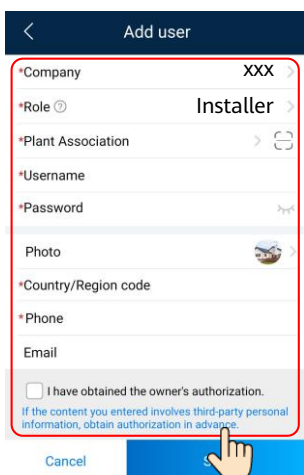 Add user
*Company xxx
*Role Installer
*Plant Association
*Username
*Password
Photo
*Country/Region code
*Phone
Email
I have obtained the owner's authorization.
If the content you entered involves third-party personal
information, obtain authorization in advance.
Cancel